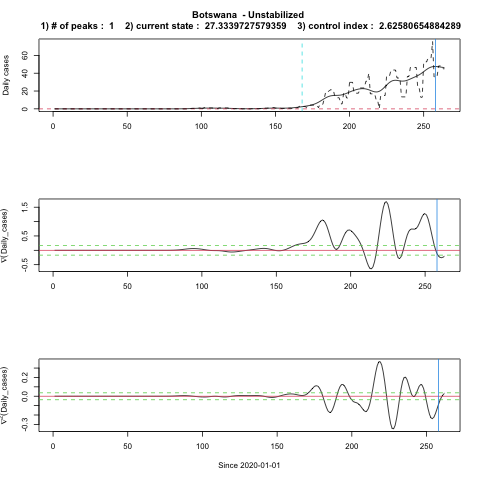 Botswana - Unstabilized
1) # of peaks : 1 2) current state : 27.3339727579359 3) control index : 2.62580654884289
Daily cases
60
40
20
0
0 50 100 150 200 250
∇(Daily_cases)
1.5
0.5
-0.5
0 50 100 150 200 250
∇²(Daily_cases)
0.2
0.0
-0.3
0 50 100 150 200 250
Since 2020-01-01